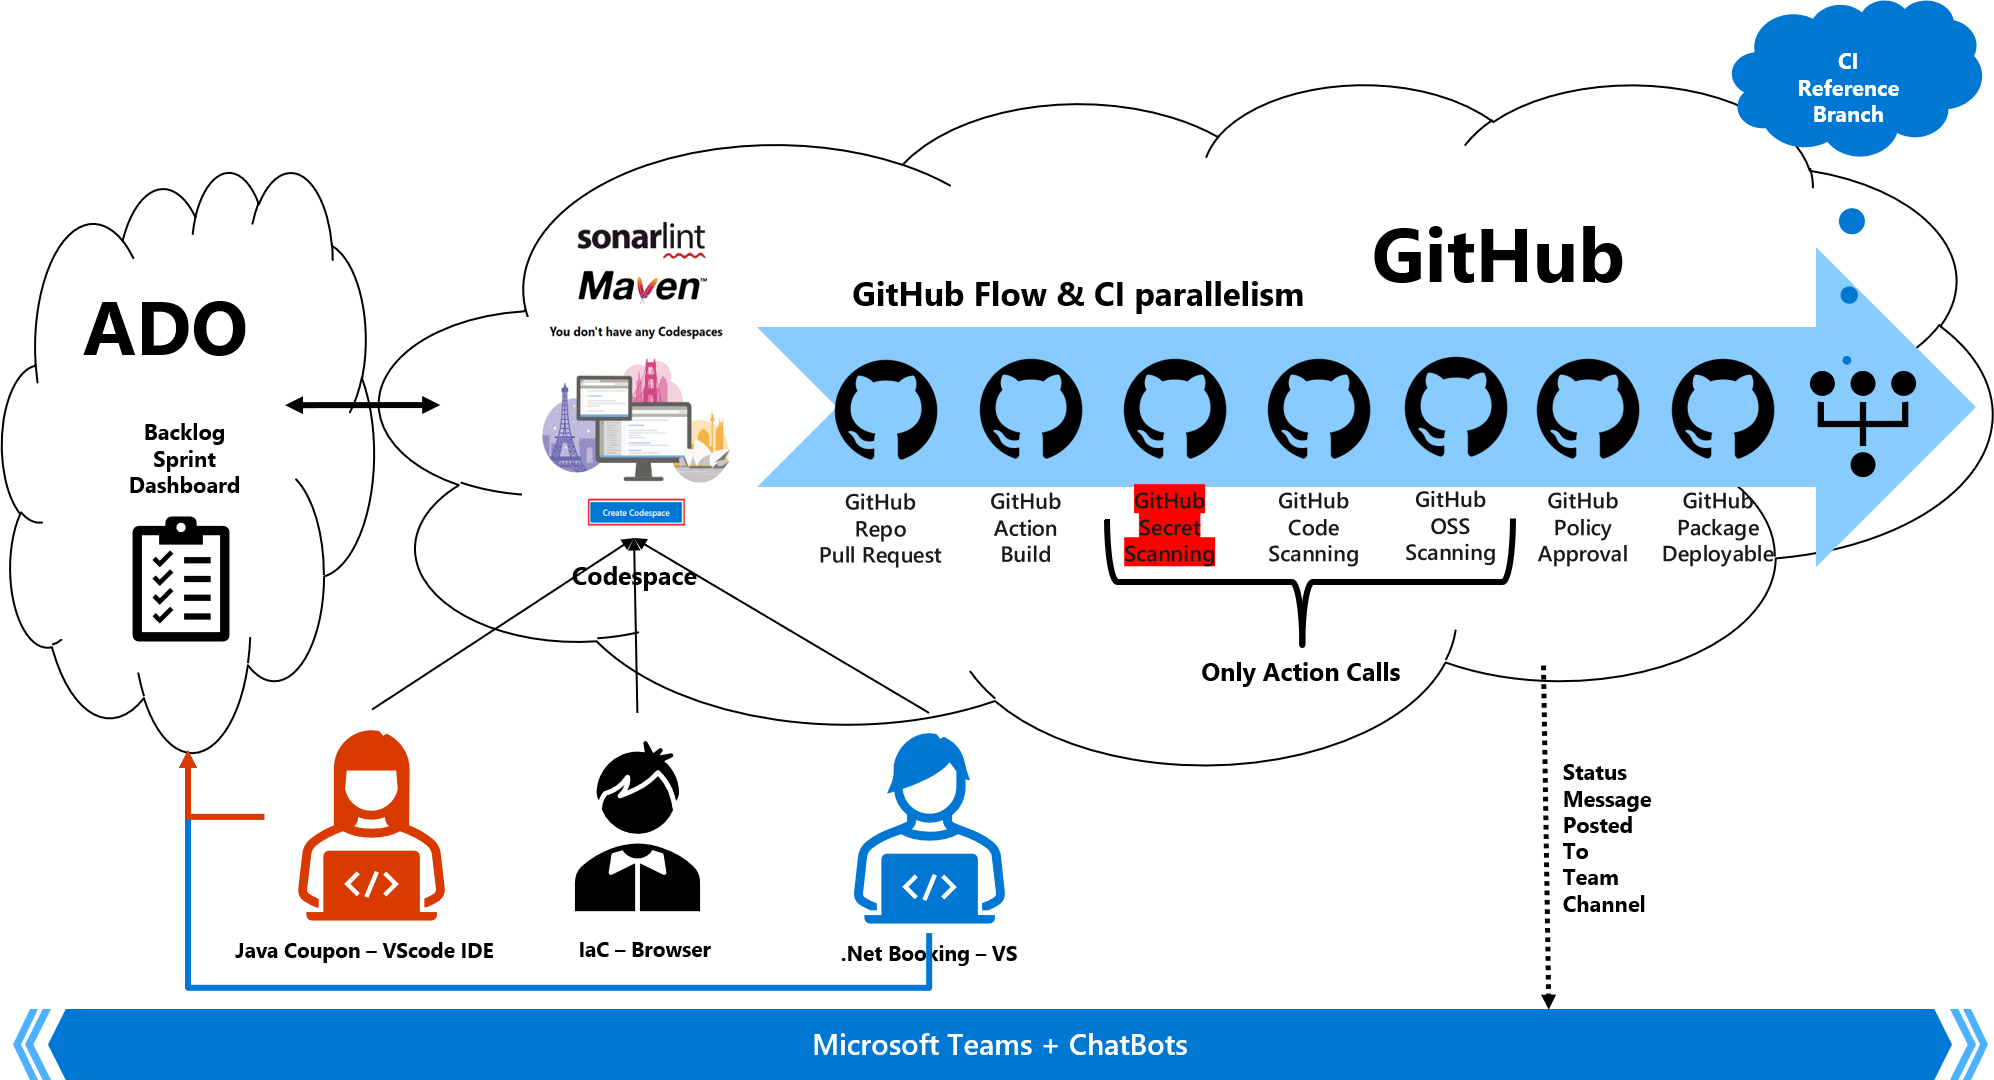 CI
Reference
Branch
GitHub
sonarlint
Maven™
GitHub Flow & CI parallelism
You don't have any Codespaces
ADO
Backlog
Sprint
Dashboard
Create Codespace
Codespace
GitHub
Repo
Pull Request
GitHub
Action
Build
GitHub
Secret
Scanning
GitHub
Code
Scanning
GitHub
OSS
Scanning
GitHub
Policy
Approval
GitHub
Package
Deployable
Only Action Calls
Status
Message
Posted
To
Team
Channel
</>
</>
Java Coupon – VScode IDE
IaC – Browser
.Net Booking – VS
Microsoft Teams + ChatBots